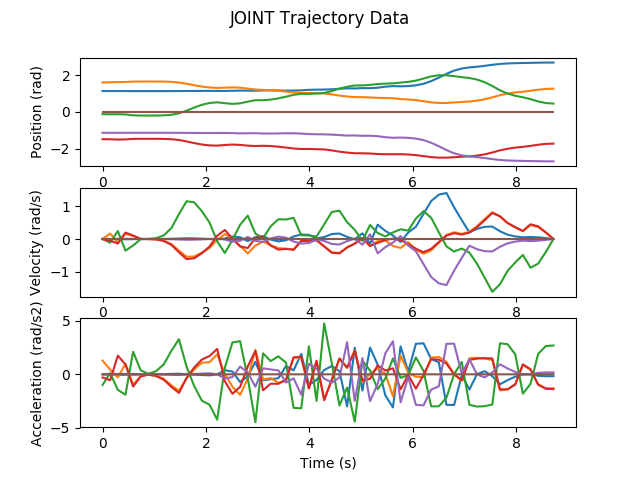 JOINT Trajectory Data
Position (rad)
2
0
−2
0 2 4 6 8
Velocity (rad/s)
1
0
−1
0 2 4 6 8
Acceleration (rad/s2)
5
0
−5
0 2 4 6 8
Time (s)